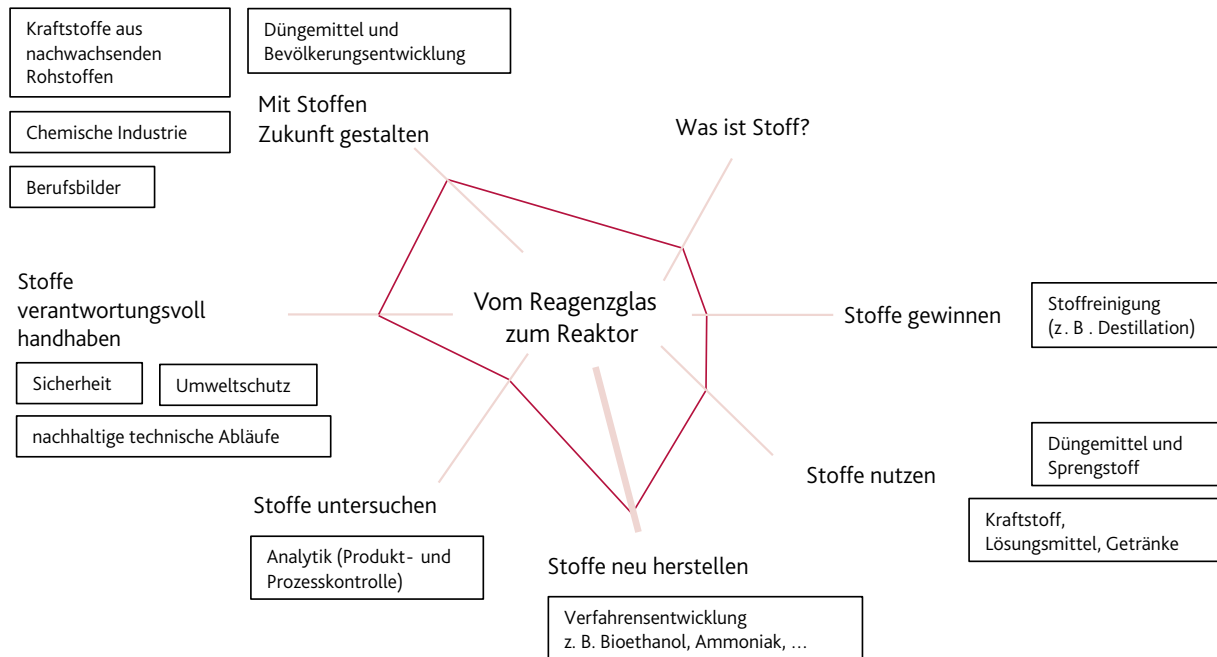 Kraftstoffe aus
nachwachsenden
Rohstoffen
Düngemittel und
Bevölkerungsentwicklung
Chemische Industrie
Berufsbilder
Mit Stoffen
Zukunft gestalten
Was ist Stoff?
Stoffe
verantwortungsvoll
handhaben
Sicherheit
Umweltschutz
nachhaltige technische Abläufe
Vom Reagenzglas
zum Reaktor
Stoffe gewinnen
Stoffreinigung
(z. B . Destillation)
Stoffe nutzen
Düngemittel und
Sprengstoff
Kraftstoff,
Lösungsmittel, Getränke
Stoffe untersuchen
Analytik (Produkt- und
Prozesskontrolle)
Stoffe neu herstellen
Verfahrensentwicklung
z. B. Bioethanol, Ammoniak, ...